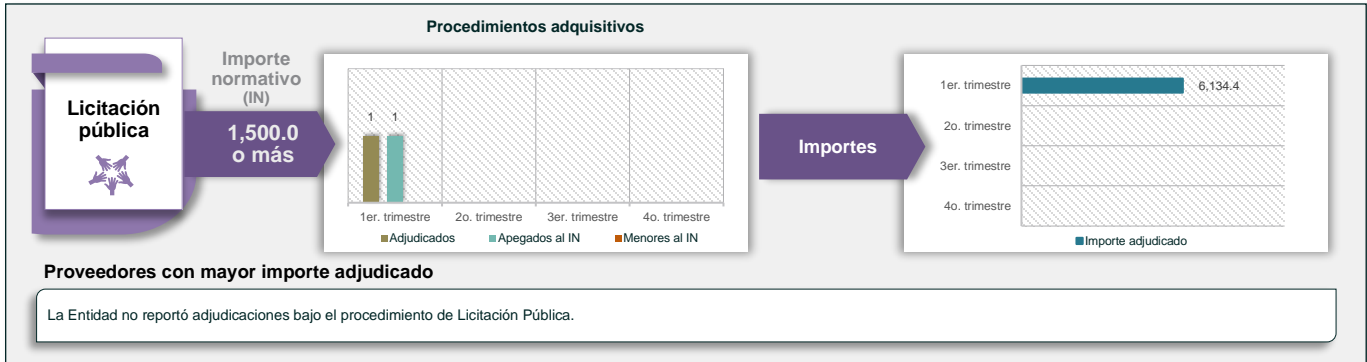 Procedimientos adquisitivos
Licitación
pública
Importe
normativo
(IN)
1,500.0
o más
1 1
1er. trimestre 2o. trimestre 3er. trimestre 4o. trimestre
Adjudicados Apegados al IN Menores al IN
Importes
1er. trimestre 6,134.4
2o. trimestre
3er. trimestre
4o. trimestre
Importe adjudicado
Proveedores con mayor importe adjudicado
La Entidad no reportó adjudicaciones bajo el procedimiento de Licitación Pública.